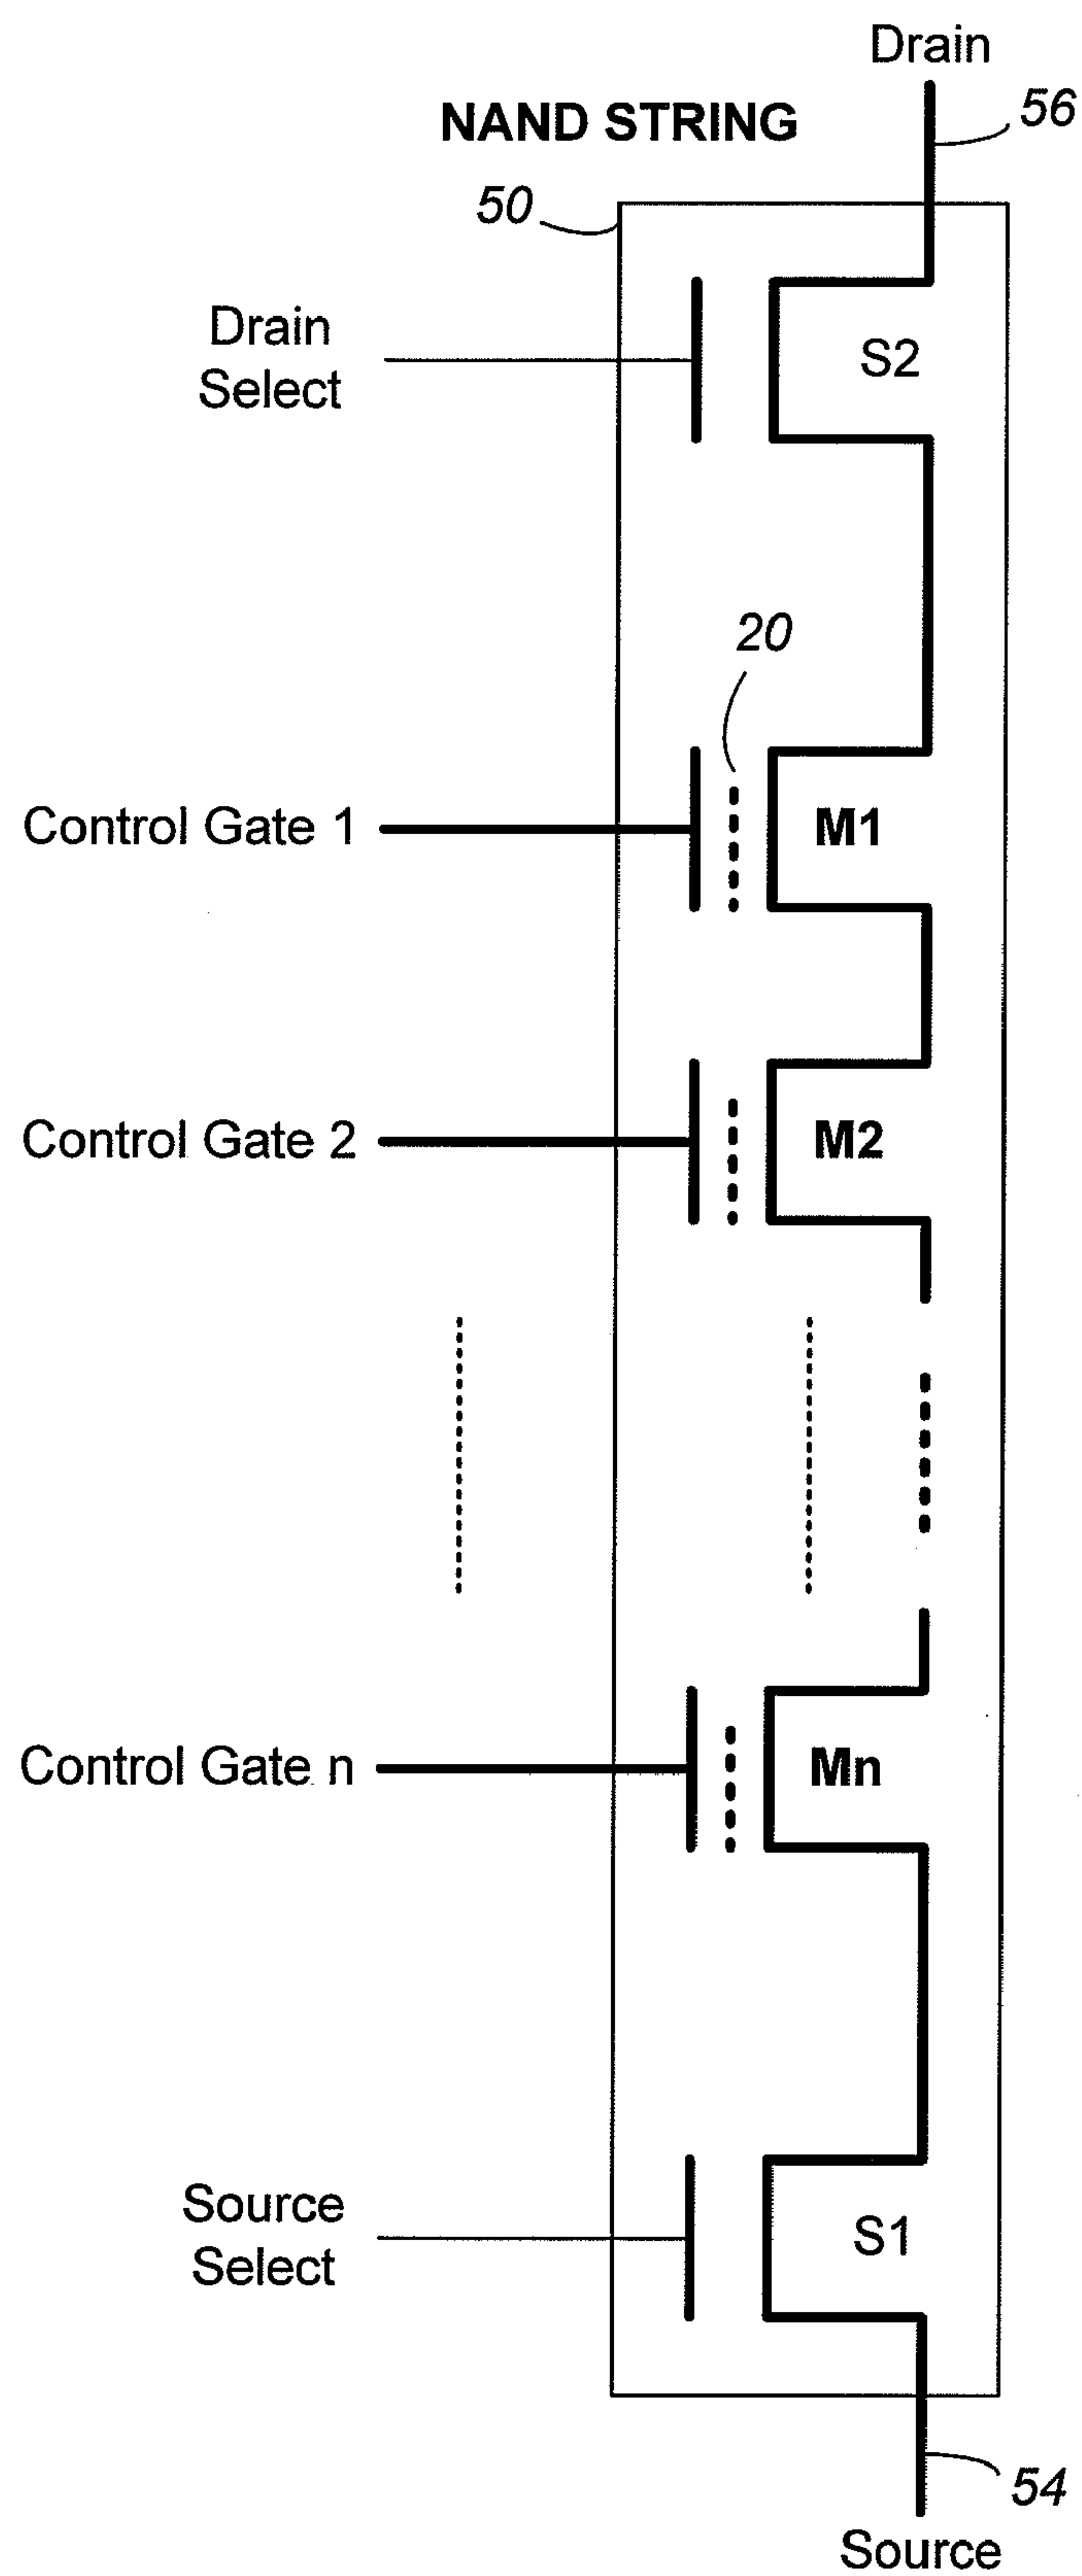 Drain
56
NAND STRING
50
Drain
Select
S2
20
Control Gate 1
M1
Control Gate 2
M2
Control Gate n
Mn
Source
Select
S1
54
Source